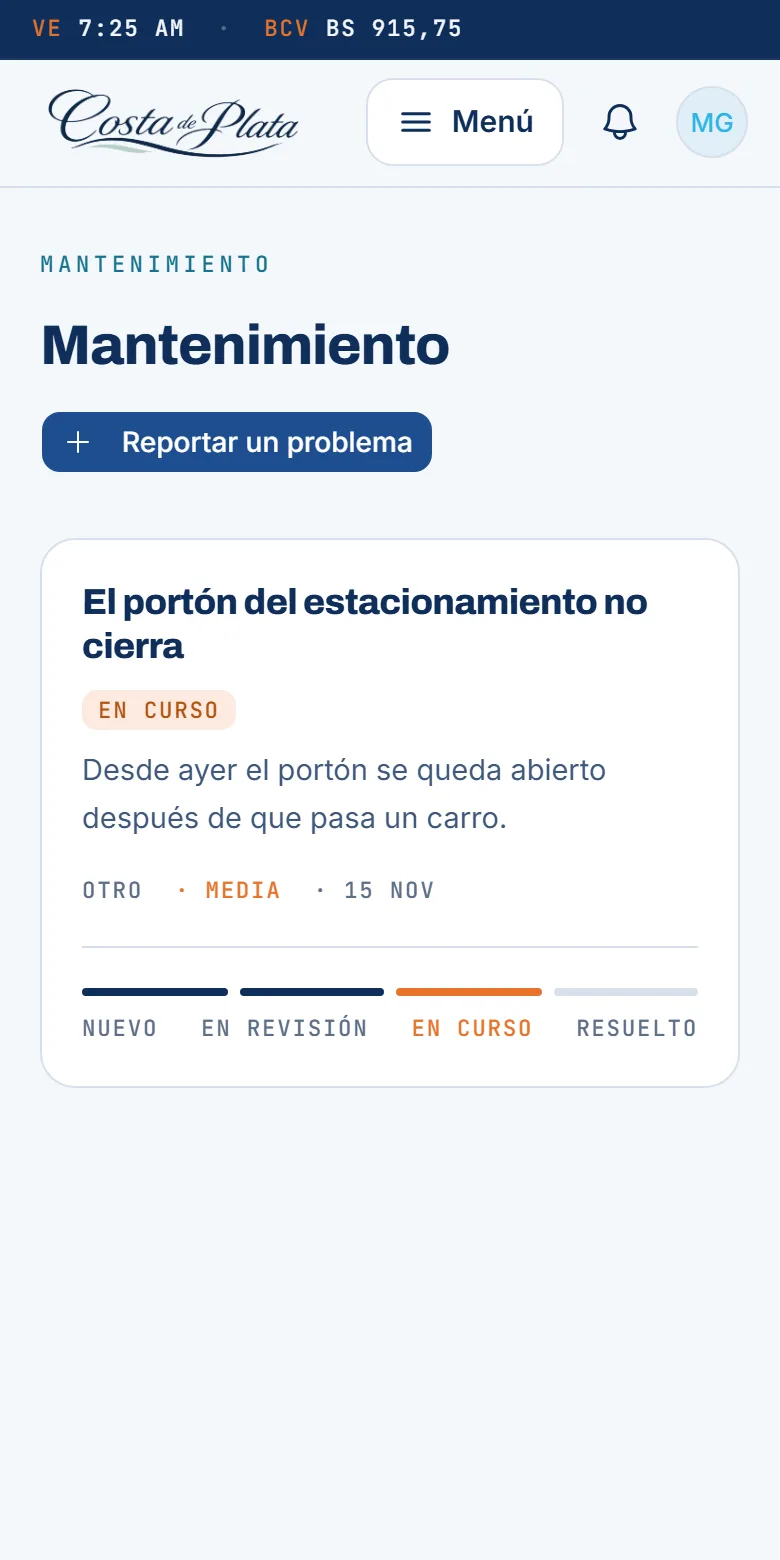 VE 7:25 AM · BCV BS 915,75
Costa de Plata
Menú
MG
MANTENIMIENTO
Mantenimiento
+ Reportar un problema
El portón del estacionamiento no
cierra
EN CURSO
Desde ayer el portón se queda abierto
después de que pasa un carro.
OTRO · MEDIA · 15 NOV
NUEVO EN REVISIÓN EN CURSO RESUELTO